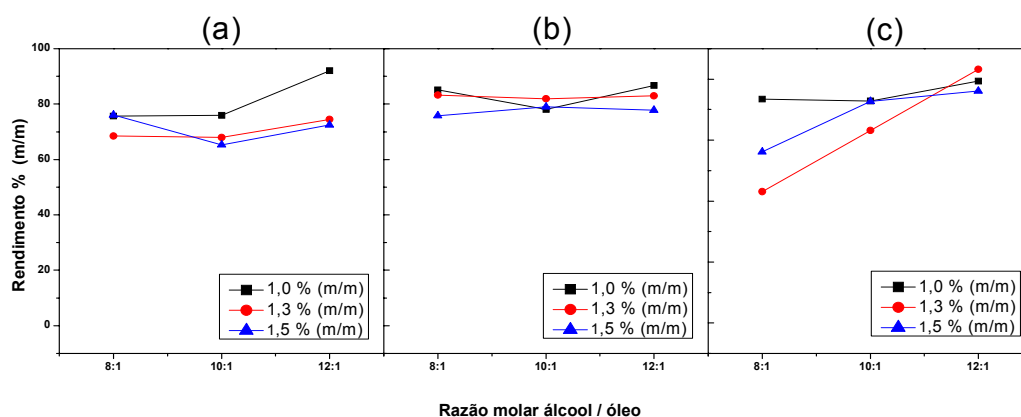 (a)
(b)
(c)
Rendimento % (m/m)
100
80
60
40
20
0
1,0 % (m/m)
1,3 % (m/m)
1,5 % (m/m)
1,0 % (m/m)
1,3 % (m/m)
1,5 % (m/m)
1,0 % (m/m)
1,3 % (m/m)
1,5 % (m/m)
8:1 10:1 12:1
8:1 10:1 12:1
8:1 10:1 12:1
Razão molar álcool / óleo